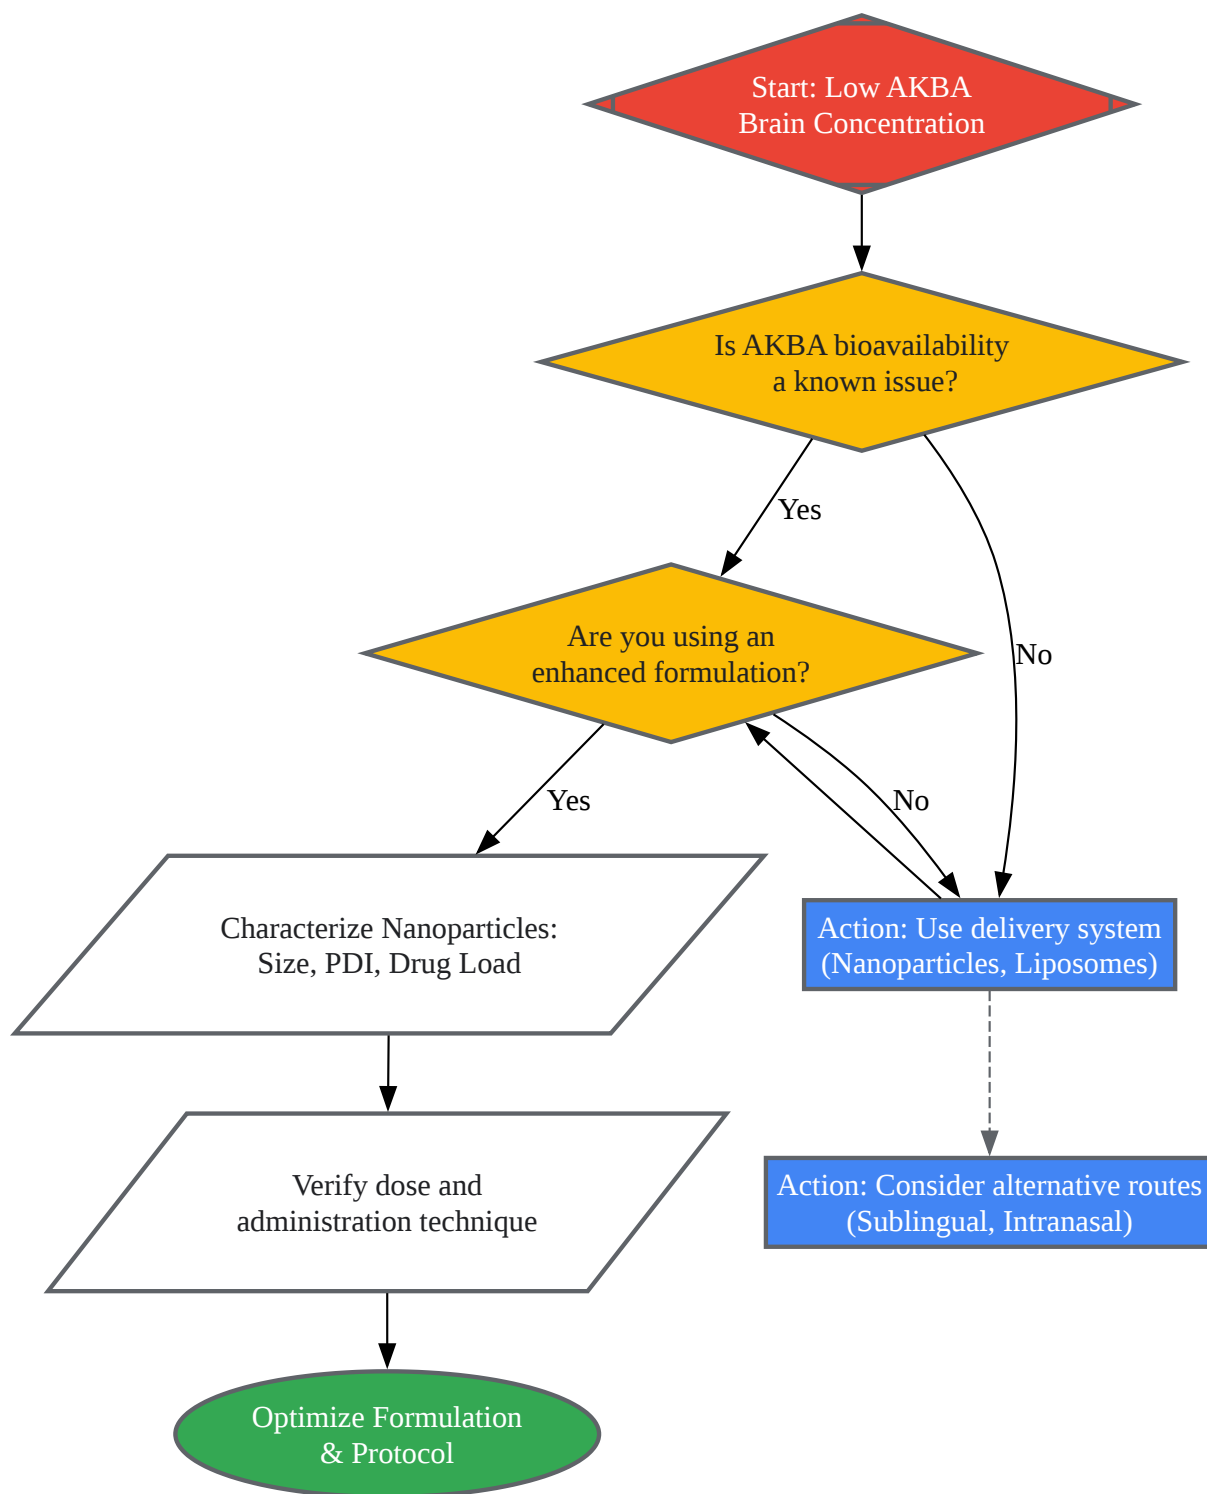 Start: Low AKBA
Brain Concentration
Is AKBA bioavailability
a known issue?
Yes
Are you using an
enhanced formulation?
No
Yes
No
Characterize Nanoparticles:
Size, PDI, Drug Load
Action: Use delivery system
(Nanoparticles, Liposomes)
Verify dose and
administration technique
Action: Consider alternative routes
(Sublingual, Intranasal)
Optimize Formulation
& Protocol